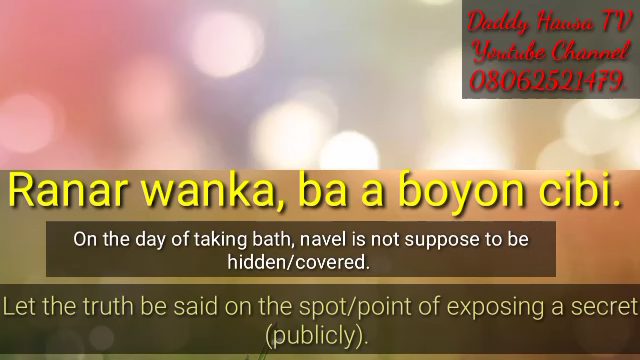 Daddy Hausa TV
Youtube Channel
08062521479.
Ranar wanka, ba a ɓoyon cibi.
On the day of taking bath, navel is not suppose to be
hidden/covered.
Let the truth be said on the spot/point of exposing a secret
(publicly).